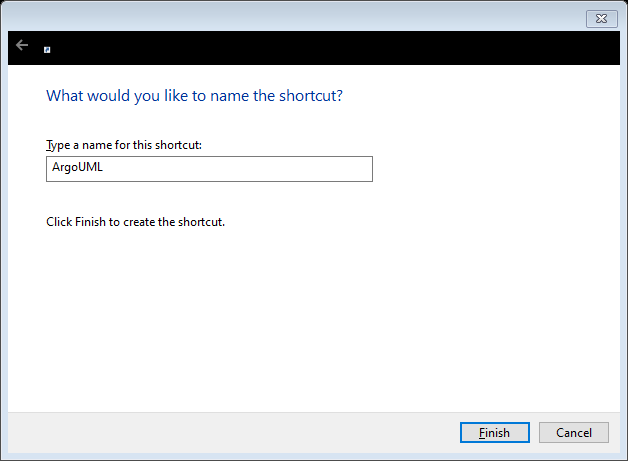 What would you like to name the shortcut?
Type a name for this shortcut:
ArgoUML
Click Finish to create the shortcut.
Finish
Cancel